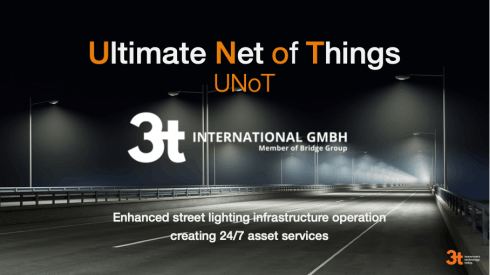 Ultimate Net of Things
UNoT
3t INTERNATIONAL GMBH
Member of Bridge Group
Enhanced street lighting infrastructure operation
creating 24/7 asset services
3t